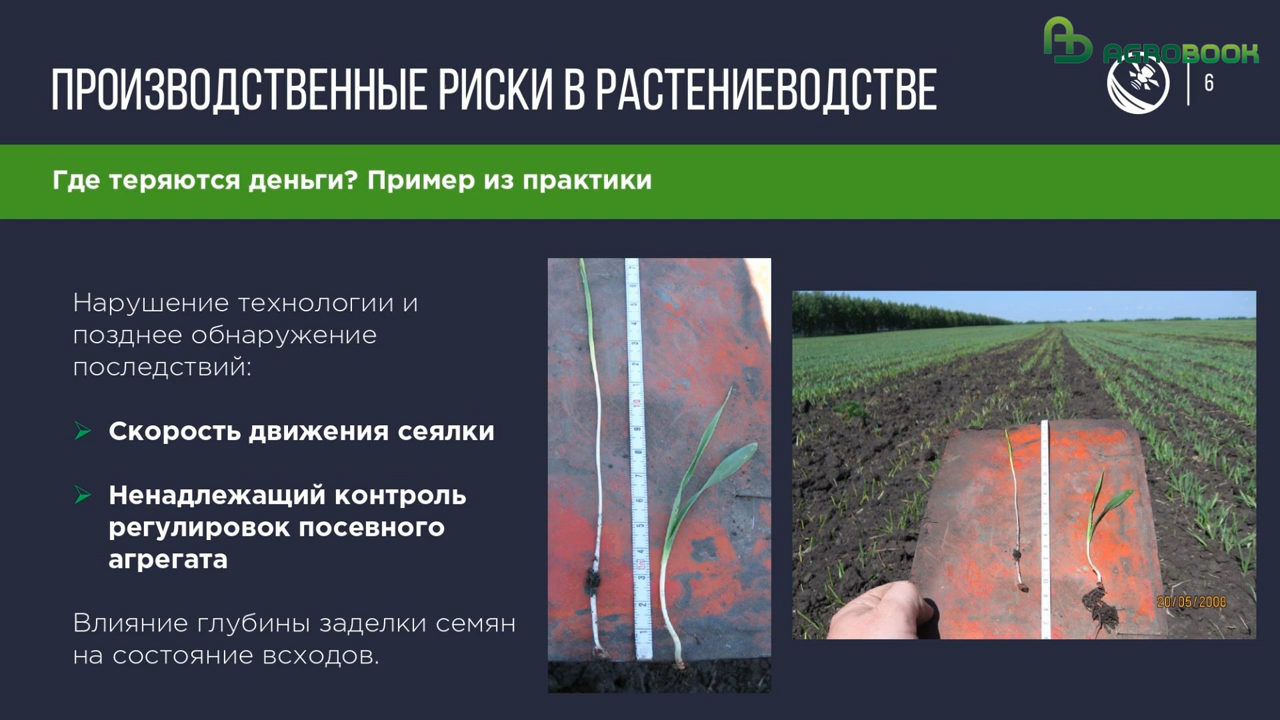 AGROBOOK
ПРОИЗВОДСТВЕННЫЕ РИСКИ В РАСТЕНИЕВОДСТВЕ
6
Где теряются деньги? Пример из практики
Нарушение технологии и
позднее обнаружение
последствий:
Скорость движения сеялки
Ненадлежащий контроль
регулировок посевного
агрегата
Влияние глубины заделки семян
на состояние всходов.
20/05/2008